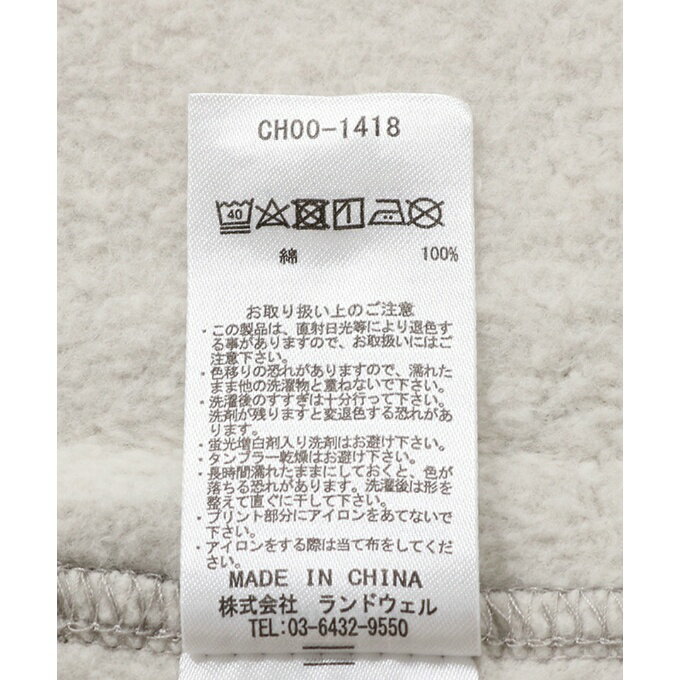 CH00-1418
40
綿 100%
お取り扱い上のご注意
・この製品は、直射日光等により退色す
る事がありますので、お取扱いにはご
注意下さい。
・色移りの恐れがありますので、濡れた
まま他の洗濯物と重ねないで下さい。
・洗濯後のすすぎは十分行って下さい。
洗剤が残りますと変退色する恐れがあ
ります。
・蛍光増白剤入り洗剤はお避け下さい。
・タンブラー乾燥はお避け下さい。
・長時間濡れたままにしておくと、色が
落ちる恐れがあります。洗濯後は形を
整えて直ぐに干して下さい。
・プリント部分にアイロンをあてないで
下さい。
・アイロンをする際は当て布をしてくだ
さい。
MADE IN CHINA
株式会社 ランドウェル
TEL:03-6432-9550